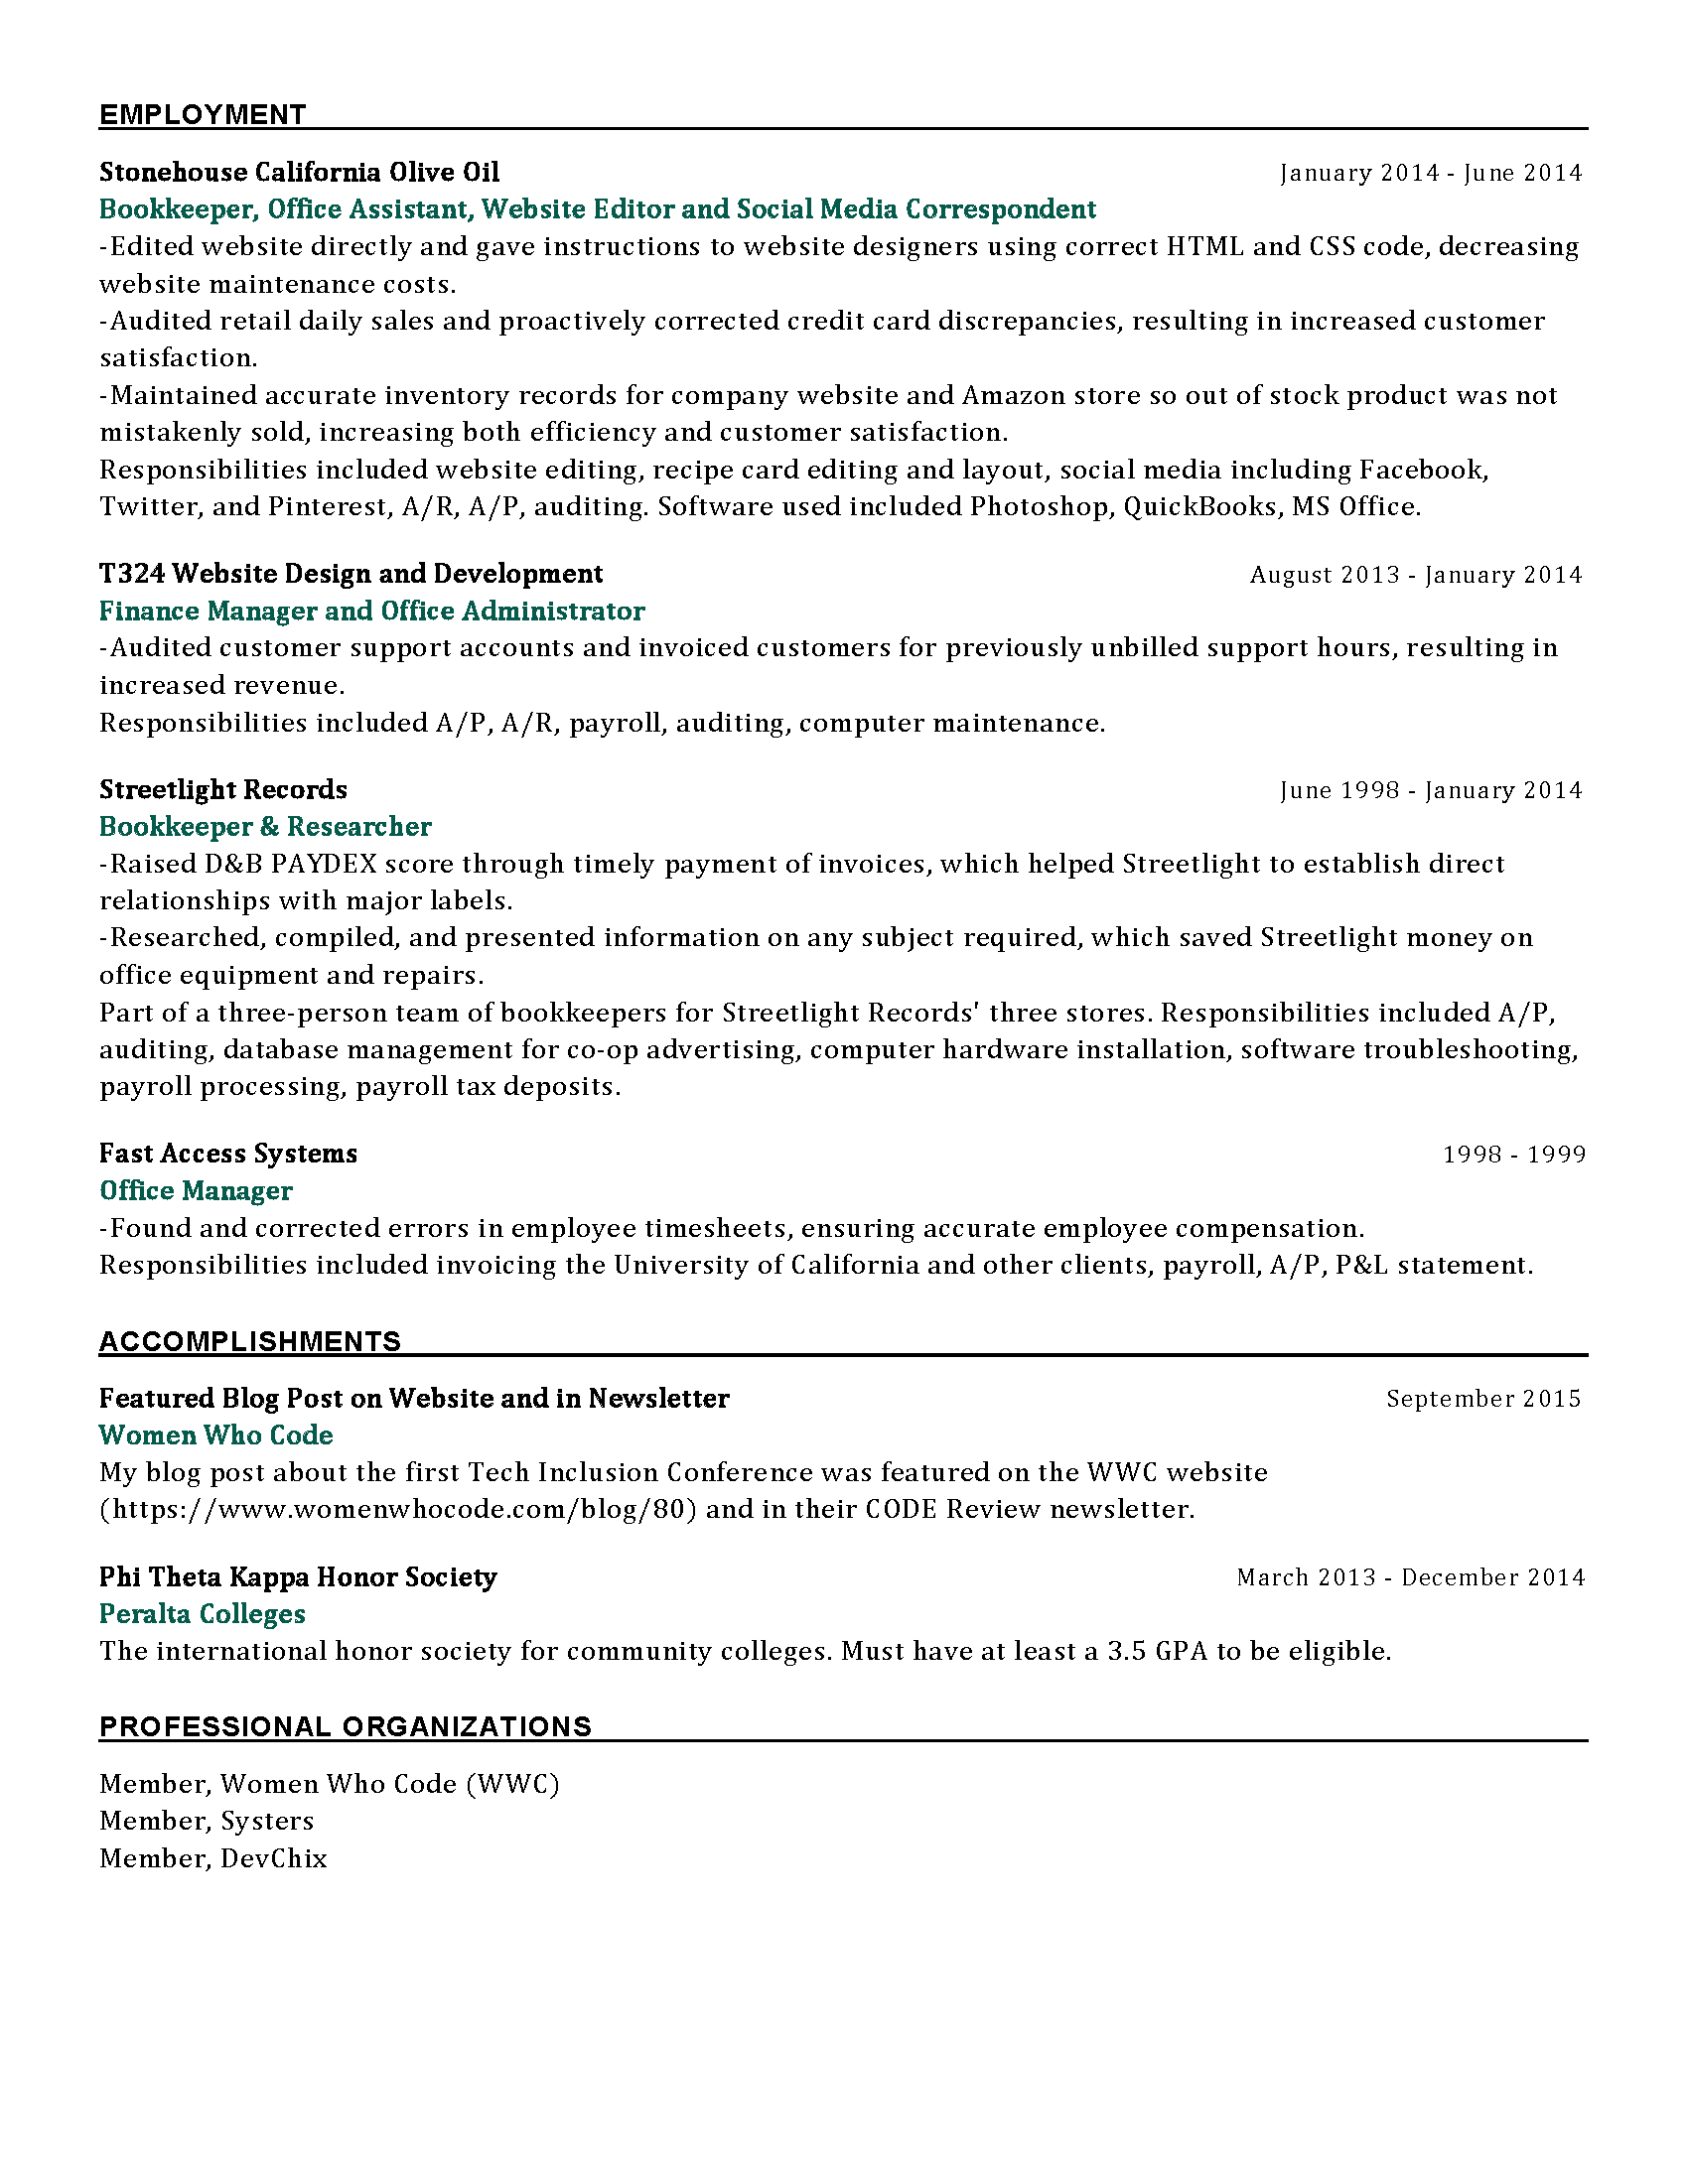 EMPLOYMENT
Stonehouse California Olive Oil January 2014 - June 2014
Bookkeeper, Office Assistant, Website Editor and Social Media Correspondent
-Edited website directly and gave instructions to website designers using correct HTML and CSS code, decreasing
website maintenance costs.
-Audited retail daily sales and proactively corrected credit card discrepancies, resulting in increased customer
satisfaction.
-Maintained accurate inventory records for company website and Amazon store so out of stock product was not
mistakenly sold, increasing both efficiency and customer satisfaction.
Responsibilities included website editing, recipe card editing and layout, social media including Facebook,
Twitter, and Pinterest, A/R, A/P, auditing. Software used included Photoshop, QuickBooks, MS Office.
T324 Website Design and Development August 2013 - January 2014
Finance Manager and Office Administrator
-Audited customer support accounts and invoiced customers for previously unbilled support hours, resulting in
increased revenue.
Responsibilities included A/P, A/R, payroll, auditing, computer maintenance.
Streetlight Records June 1998 - January 2014
Bookkeeper & Researcher
-Raised D&B PAYDEX score through timely payment of invoices, which helped Streetlight to establish direct
relationships with major labels.
-Researched, compiled, and presented information on any subject required, which saved Streetlight money on
office equipment and repairs.
Part of a three-person team of bookkeepers for Streetlight Records' three stores. Responsibilities included A/P,
auditing, database management for co-op advertising, computer hardware installation, software troubleshooting,
payroll processing, payroll tax deposits.
Fast Access Systems 1998 - 1999
Office Manager
-Found and corrected errors in employee timesheets, ensuring accurate employee compensation.
Responsibilities included invoicing the University of California and other clients, payroll, A/P, P&L statement.
ACCOMPLISHMENTS
Featured Blog Post on Website and in Newsletter September 2015
Women Who Code
My blog post about the first Tech Inclusion Conference was featured on the WWC website
(https://www.womenwhocode.com/blog/80) and in their CODE Review newsletter.
Phi Theta Kappa Honor Society March 2013 - December 2014
Peralta Colleges
The international honor society for community colleges. Must have at least a 3.5 GPA to be eligible.
PROFESSIONAL ORGANIZATIONS
Member, Women Who Code (WWC)
Member, Systers
Member, DevChix